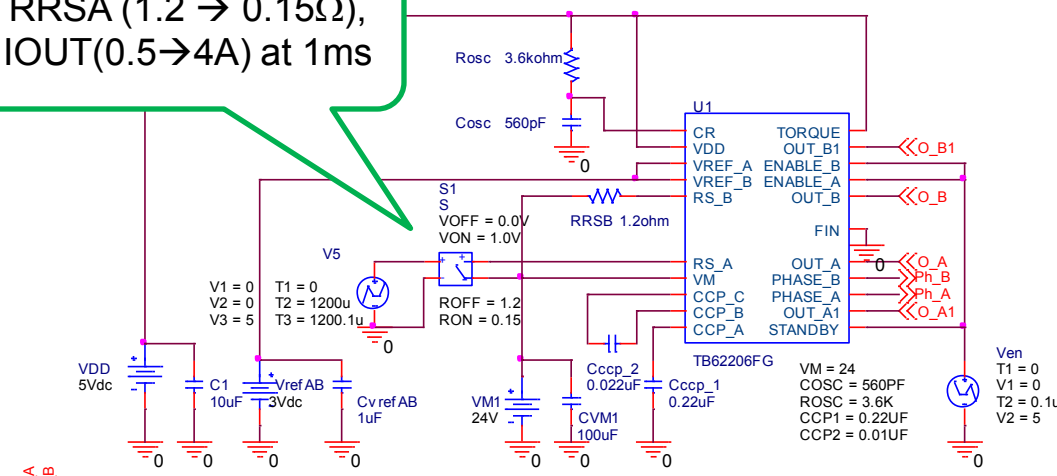 RRSA (1.2 → 0.15Ω),
IOUT(0.5→4A) at 1ms
Rosc 3.6kohm
Cosc 560pF
0
U1
CR
VDD
VREF_A
VREF_B
RS_B
RS_A
VM
CCP_C
CCP_B
CCP_A
TORQUE
OUT_B1
ENABLE_B
ENABLE_A
OUT_B
FIN
OUT_A
PHASE_B
PHASE_A
OUT_A1
STANDBY
TB62206FG
O_B1
O_B
0
O_A
Ph_B
Ph_A
O_A1
RRSB 1.2ohm
S1
S
VOFF = 0.0V
VON = 1.0V
ROFF = 1.2
RON = 0.15
V5
V1 = 0
V2 = 0
V3 = 5
T1 = 0
T2 = 1200u
T3 = 1200.1u
0
VDD
5Vdc
0
C1
10uF
0
VrefAB
3Vdc
0
CvrefAB
1uF
0
VM1
24V
0
CVM1
100uF
0
Cccp_2
0.022uF
Cccp_1
0.22uF
0
VM = 24
COSC = 560PF
ROSC = 3.6K
CCP1 = 0.22UF
CCP2 = 0.01UF
Ven
T1 = 0
V1 = 0
T2 = 0.1u
V2 = 5
0
A
B